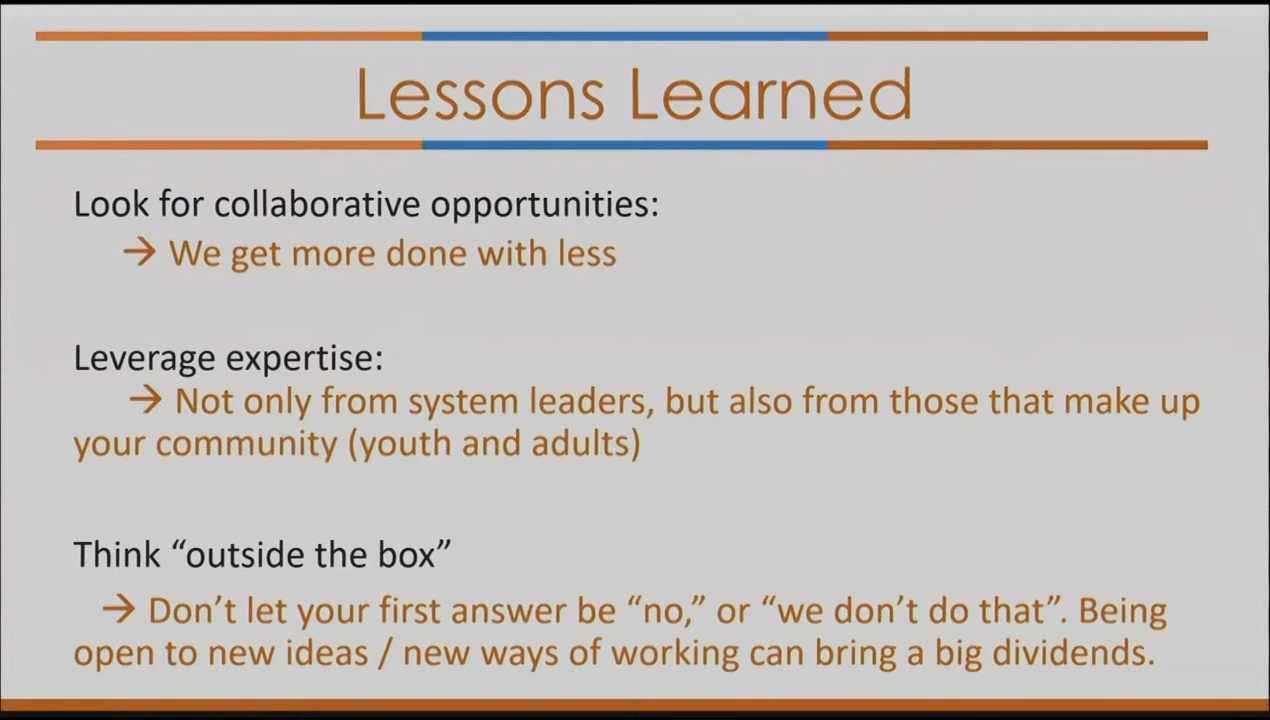 Lessons Learned
Look for collaborative opportunities:
→ We get more done with less
Leverage expertise:
→ Not only from system leaders, but also from those that make up
your community (youth and adults)
Think “outside the box”
→ Don’t let your first answer be “no,” or “we don’t do that”. Being
open to new ideas / new ways of working can bring a big dividends.